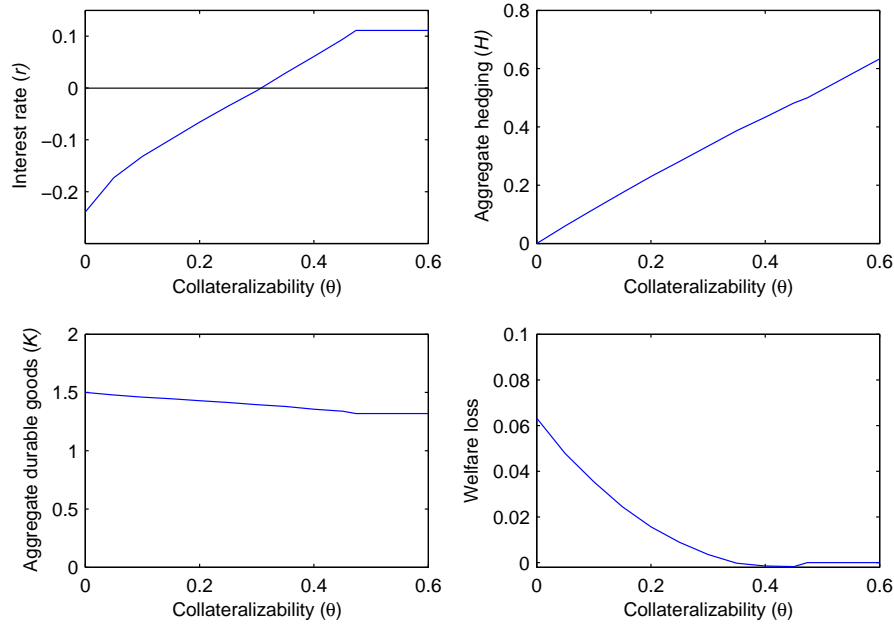 0.1
0
−0.1
−0.2
Interest rate (r)
0 0.2 0.4 0.6
Collateralizability (θ)
0.8
0.6
0.4
0.2
0
Aggregate hedging (H)
0 0.2 0.4 0.6
Collateralizability (θ)
2
1.5
1
0.5
0
Aggregate durable goods (K)
0 0.2 0.4 0.6
Collateralizability (θ)
0.1
0.08
0.06
0.04
0.02
0
Welfare loss
0 0.2 0.4 0.6
Collateralizability (θ)